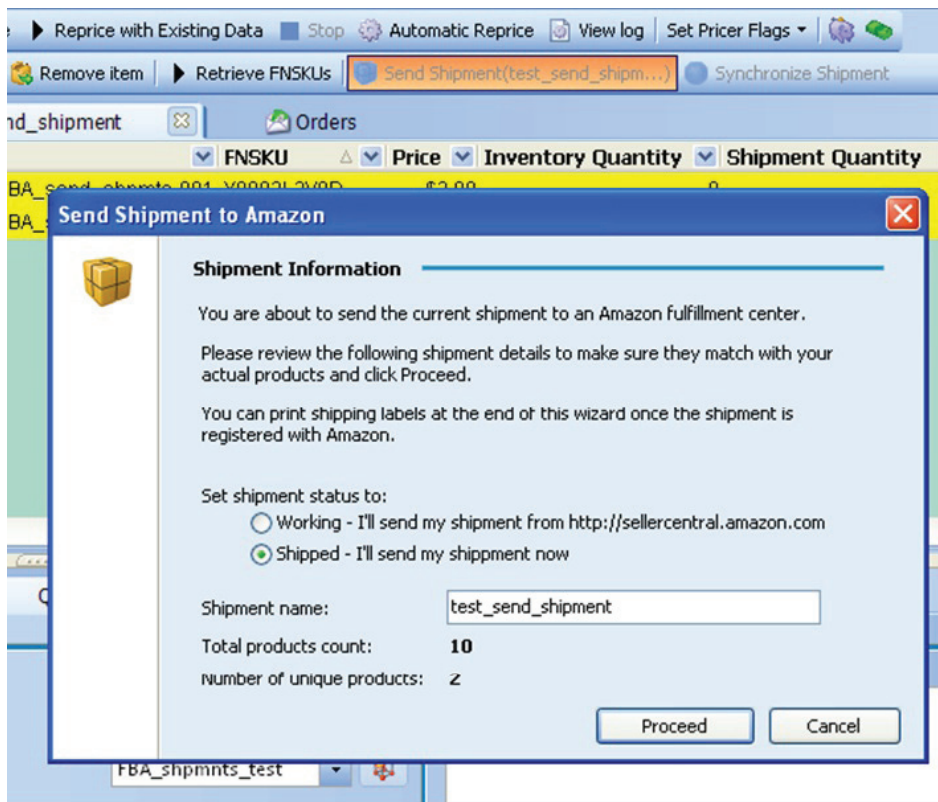 Reprice with Existing Data Stop Automatic Reprice View log Set Pricer Flags
Remove item Retrieve FNSKUs Send Shipment(test_send_shipm...) Synchronize Shipment
nd_shipment Orders
FNSKU Price Inventory Quantity Shipment Quantity
Send Shipment to Amazon
Shipment Information
You are about to send the current shipment to an Amazon fulfillment center.
Please review the following shipment details to make sure they match with your
actual products and click Proceed.
You can print shipping labels at the end of this wizard once the shipment is
registered with Amazon.
Set shipment status to:
Working - I'll send my shipment from http://sellercentral.amazon.com
Shipped - I'll send my shippment now
Shipment name: test_send_shipment
Total products count: 10
Number of unique products: 2
Proceed Cancel
FBA_shpmnts_test